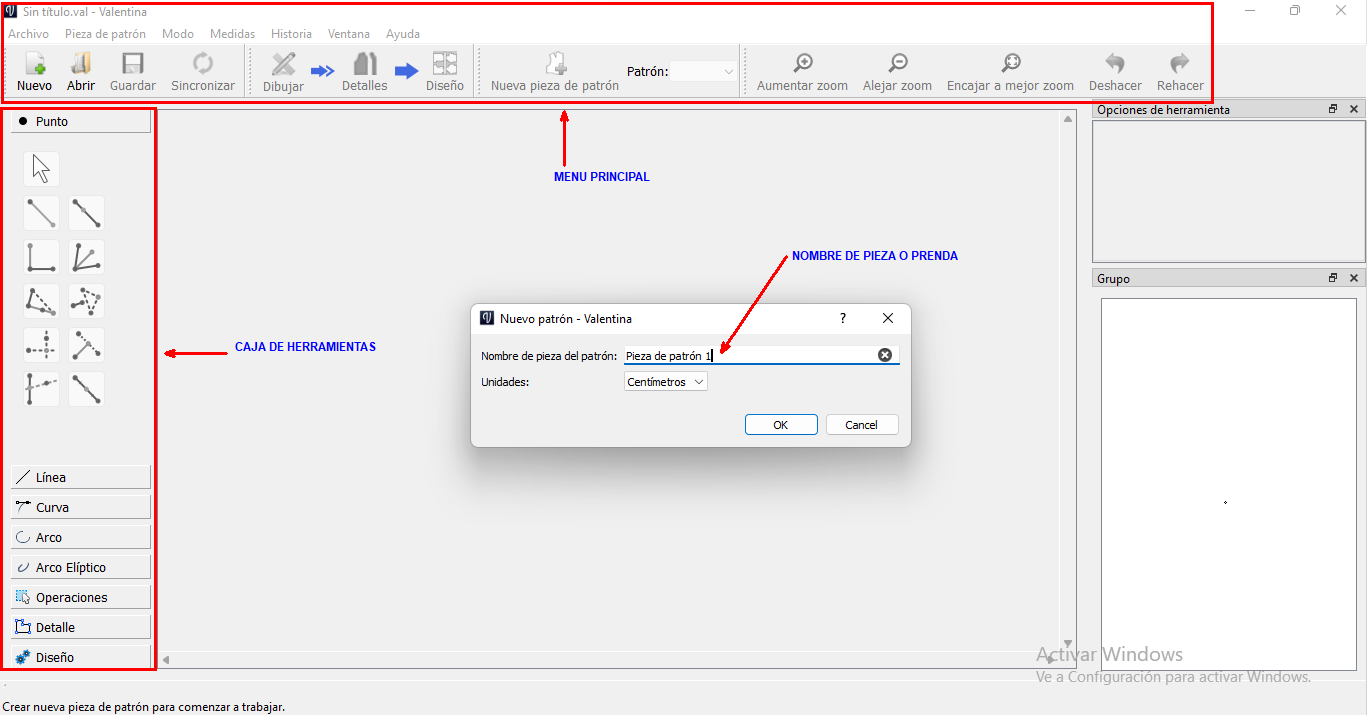 Sin título.val - Valentina
Archivo Pieza de patrón Modo Medidas Historia Ventana Ayuda
Nuevo Abrir Guardar Sincronizar Dibujar Detalles Diseño Nueva pieza de patrón Patrón: Aumentar zoom Alejar zoom Encajar a mejor zoom Deshacer Rehacer
Punto
Opciones de herramienta
MENU PRINCIPAL
NOMBRE DE PIEZA O PRENDA
Grupo
Nuevo patrón - Valentina
?
CAJA DE HERRAMIENTAS
Nombre de pieza del patrón: Pieza de patrón 1
Unidades: Centímetros
OK Cancel
Línea
Curva
Arco
Arco Elíptico
Operaciones
Detalle
Diseño
Activar Windows
Ve a Configuración para activar Windows.
Crear nueva pieza de patrón para comenzar a trabajar.